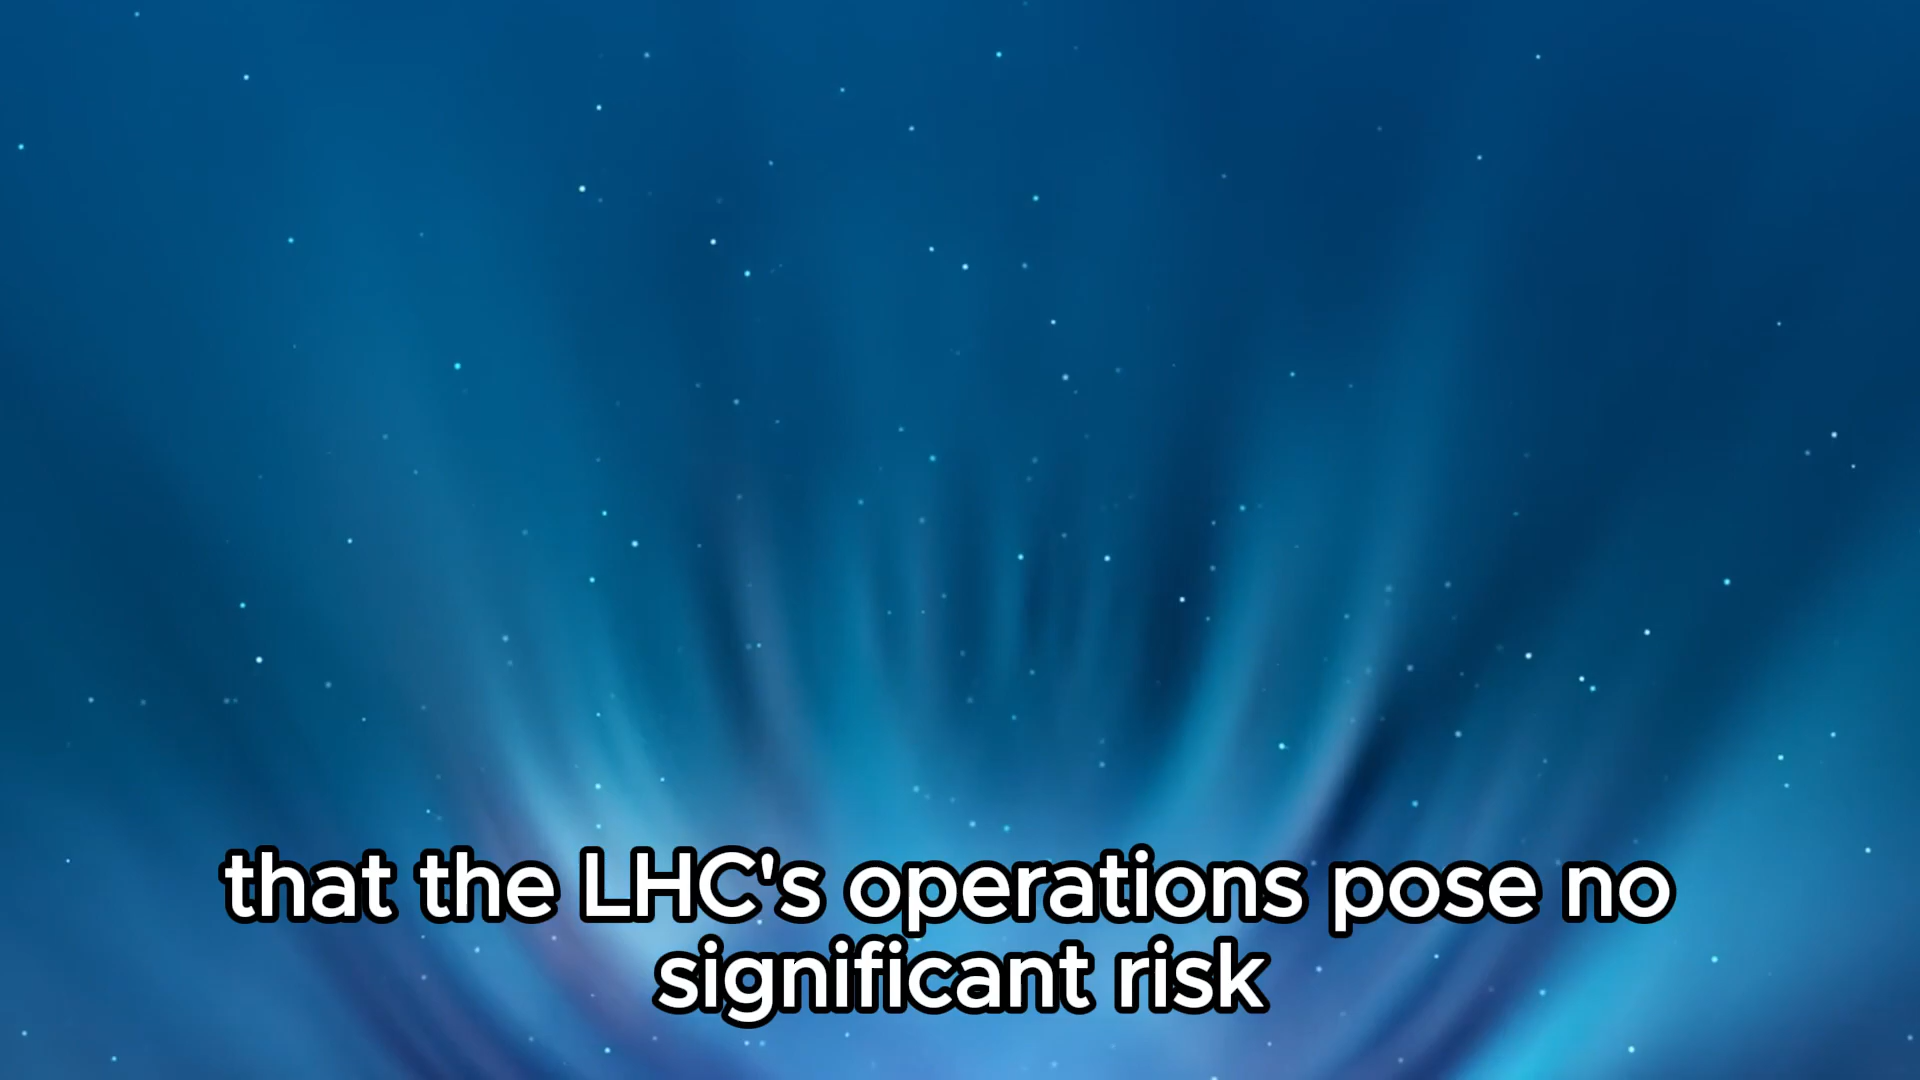 that the LHC's operations pose no
significant risk